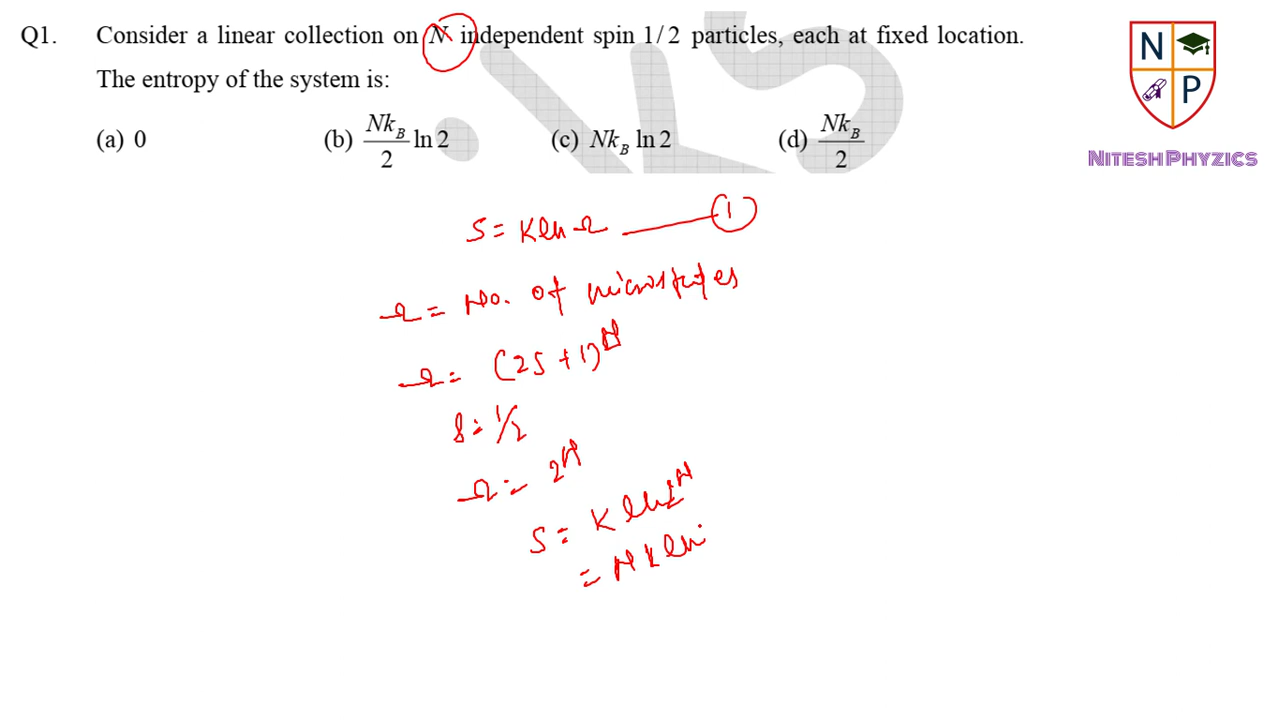 Q1. Consider a linear collection on N independent spin 1/2 particles, each at fixed location.
The entropy of the system is:
(a) 0 (b) Nk_B/2 ln 2 (c) Nk_B ln 2 (d) Nk_B/2
N P
NITESHPHYZICS
S = K ln Ω —— ①
Ω = No. of microstates
Ω = (2S + 1)^N
S = 1/2
Ω = 2^N
S = K ln 2^N
= N K ln